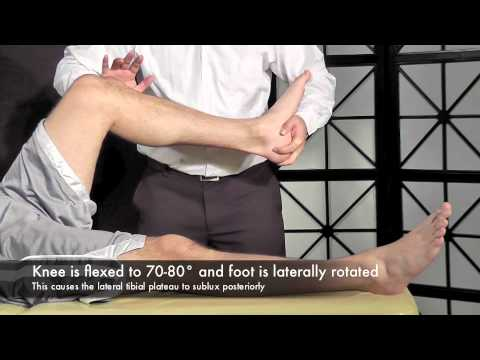 Knee is flexed to 70-80° and foot is laterally rotated
This causes the lateral tibial plateau to sublux posteriorly